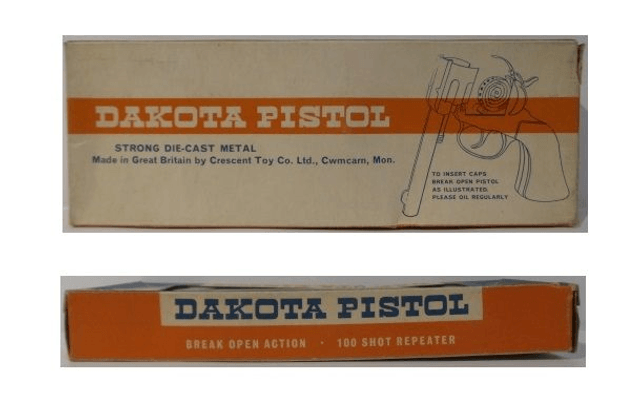 DAKOTA PISTOL
STRONG DIE-CAST METAL
Made in Great Britain by Crescent Toy Co. Ltd., Cwmcarn, Mon.
TO INSERT CAPS
BREAK OPEN PISTOL
AS ILLUSTRATED.
PLEASE OIL REGULARLY
DAKOTA PISTOL
BREAK OPEN ACTION · 100 SHOT REPEATER